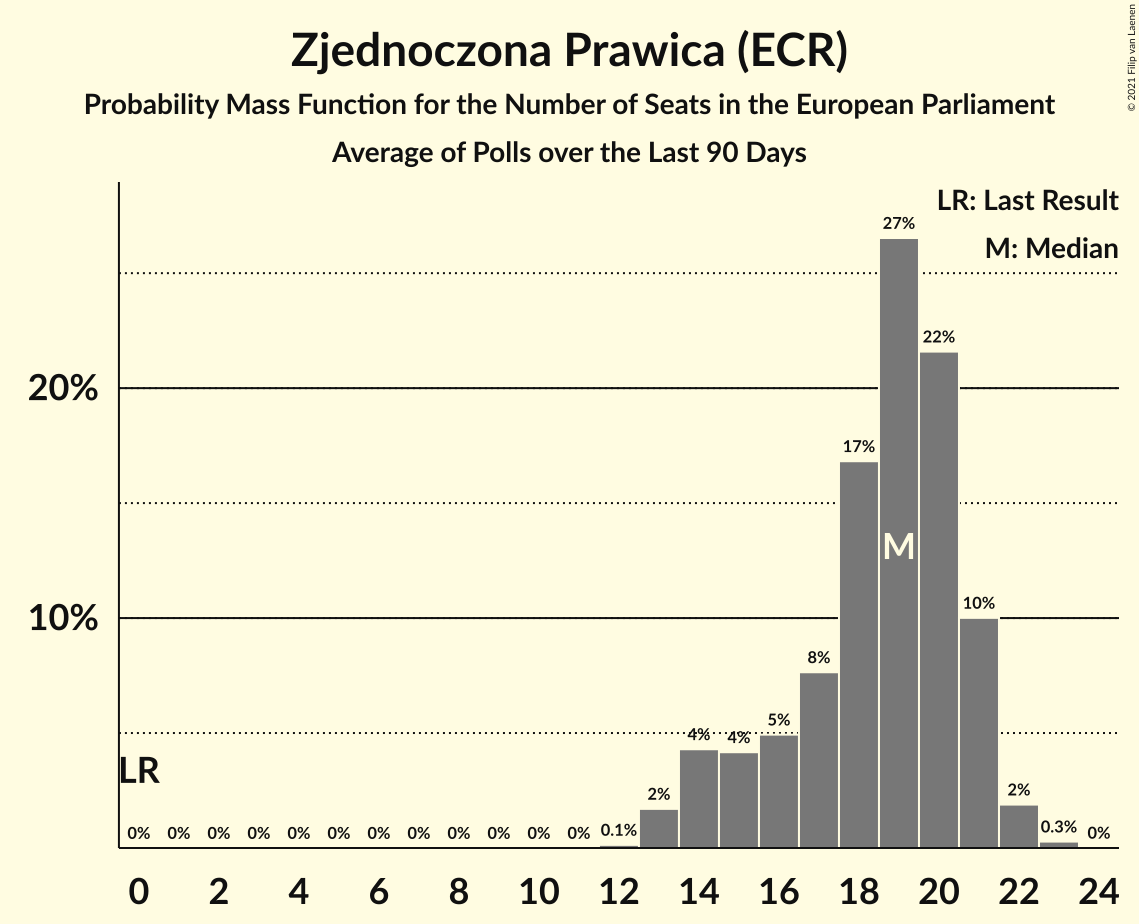 Zjednoczona Prawica (ECR)
Probability Mass Function for the Number of Seats in the European Parliament
Average of Polls over the Last 90 Days
© 2021 Filip van Laenen
LR: Last Result
M: Median
27%
22%
20%
17%
M
10%
10%
8%
5%
4%
4%
LR
2%
2%
0% 0% 0% 0% 0% 0% 0% 0% 0% 0% 0% 0% 0.1% 0.3% 0%
0 2 4 6 8 10 12 14 16 18 20 22 24